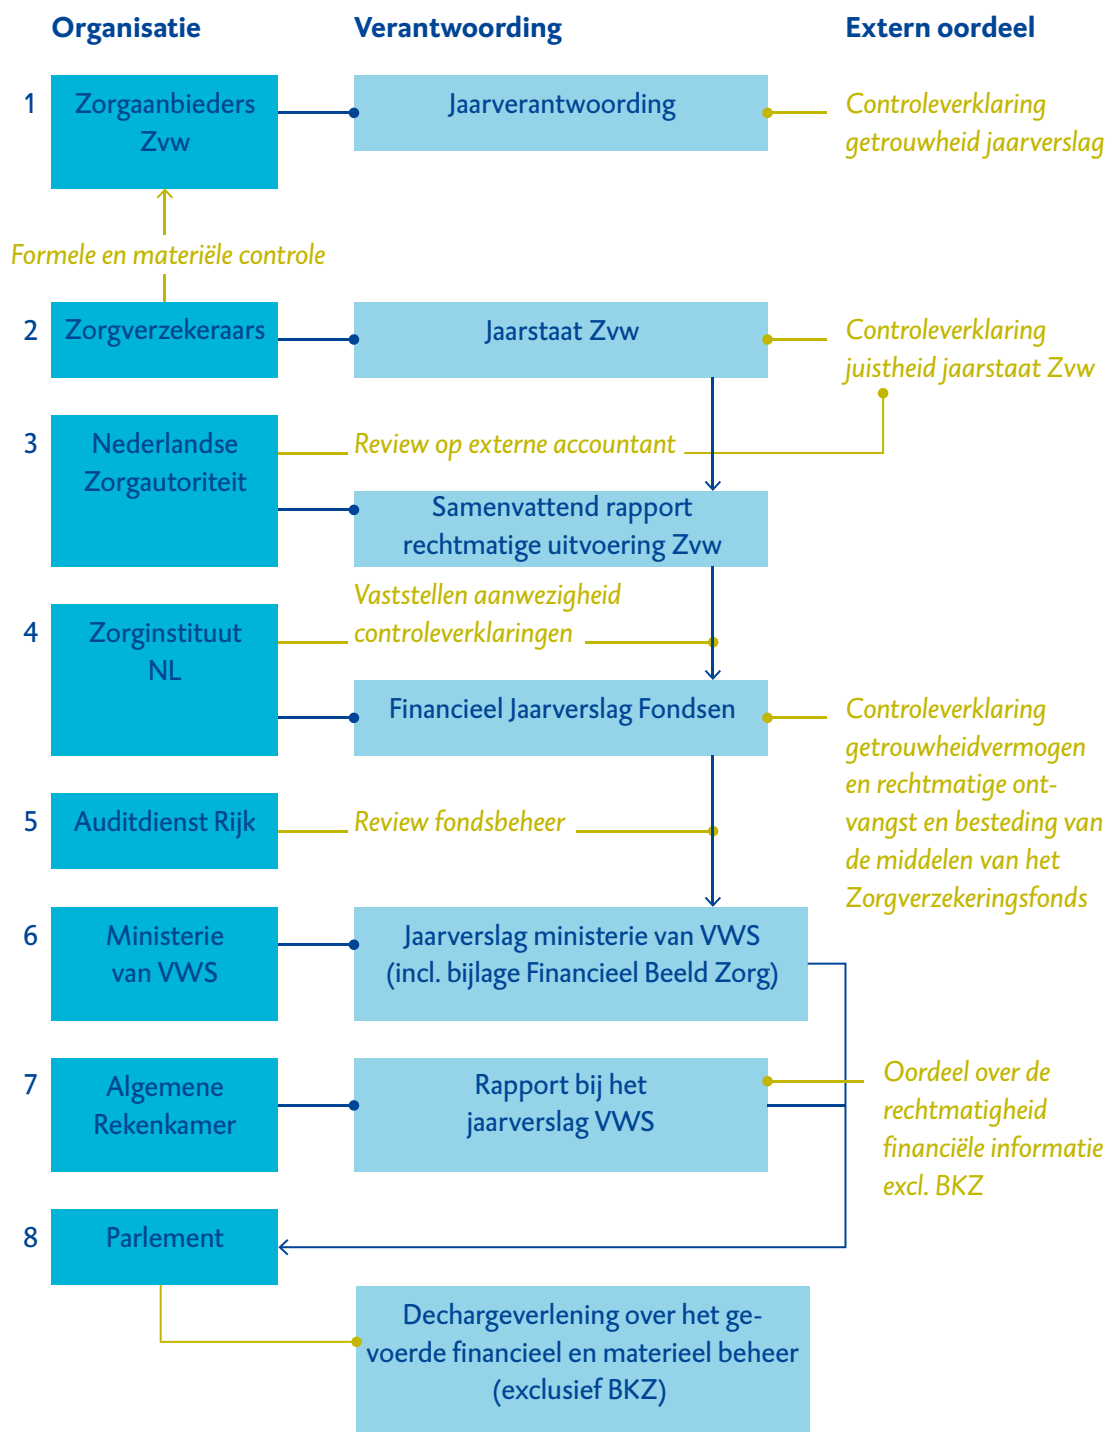 Organisatie
Verantwoording
Extern oordeel
1
Zorgaanbieders
Zvw
Jaarverantwoording
Controleverklaring
getrouwheid jaarverslag
Formele en materiële controle
2
Zorgverzekeraars
Jaarstaat Zvw
Controleverklaring
juistheid jaarstaat Zvw
3
Nederlandse
Zorgautoriteit
Review op externe accountant
Samenvattend rapport
rechtmatige uitvoering Zvw
4
Zorginstituut
NL
Vaststellen aanwezigheid
controleverklaringen
Financieel Jaarverslag Fondsen
Controleverklaring
getrouwheidvermogen
en rechtmatige ont-
vangst en besteding van
de middelen van het
Zorgverzekeringsfonds
5
Auditdienst Rijk
Review fondsbeheer
6
Ministerie
van VWS
Jaarverslag ministerie van VWS
(incl. bijlage Financieel Beeld Zorg)
7
Algemene
Rekenkamer
Rapport bij het
jaarverslag VWS
Oordeel over de
rechtmatigheid
financiële informatie
excl. BKZ
8
Parlement
Dechargeverlening over het ge-
voerde financieel en materieel beheer
(exclusief BKZ)